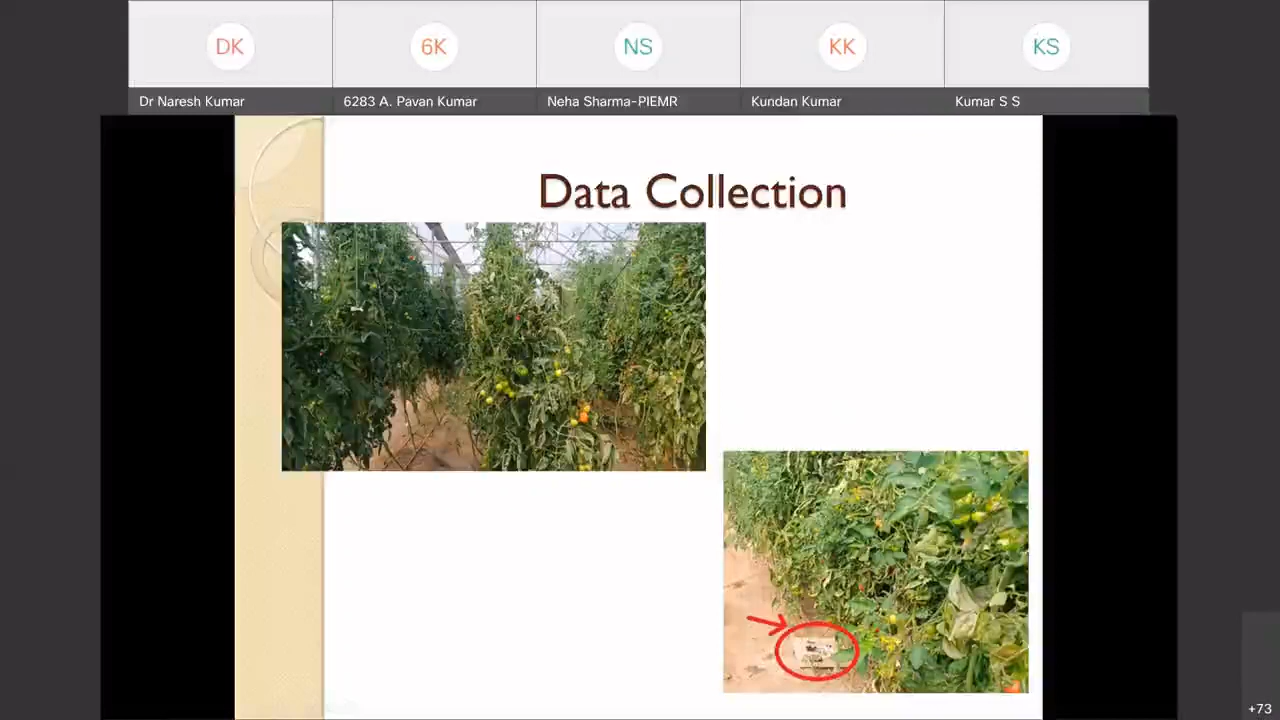 DK
6K
NS
KK
KS
Dr Naresh Kumar
6283 A. Pavan Kumar
Neha Sharma-PIEMR
Kundan Kumar
Kumar S S
Data Collection
+73